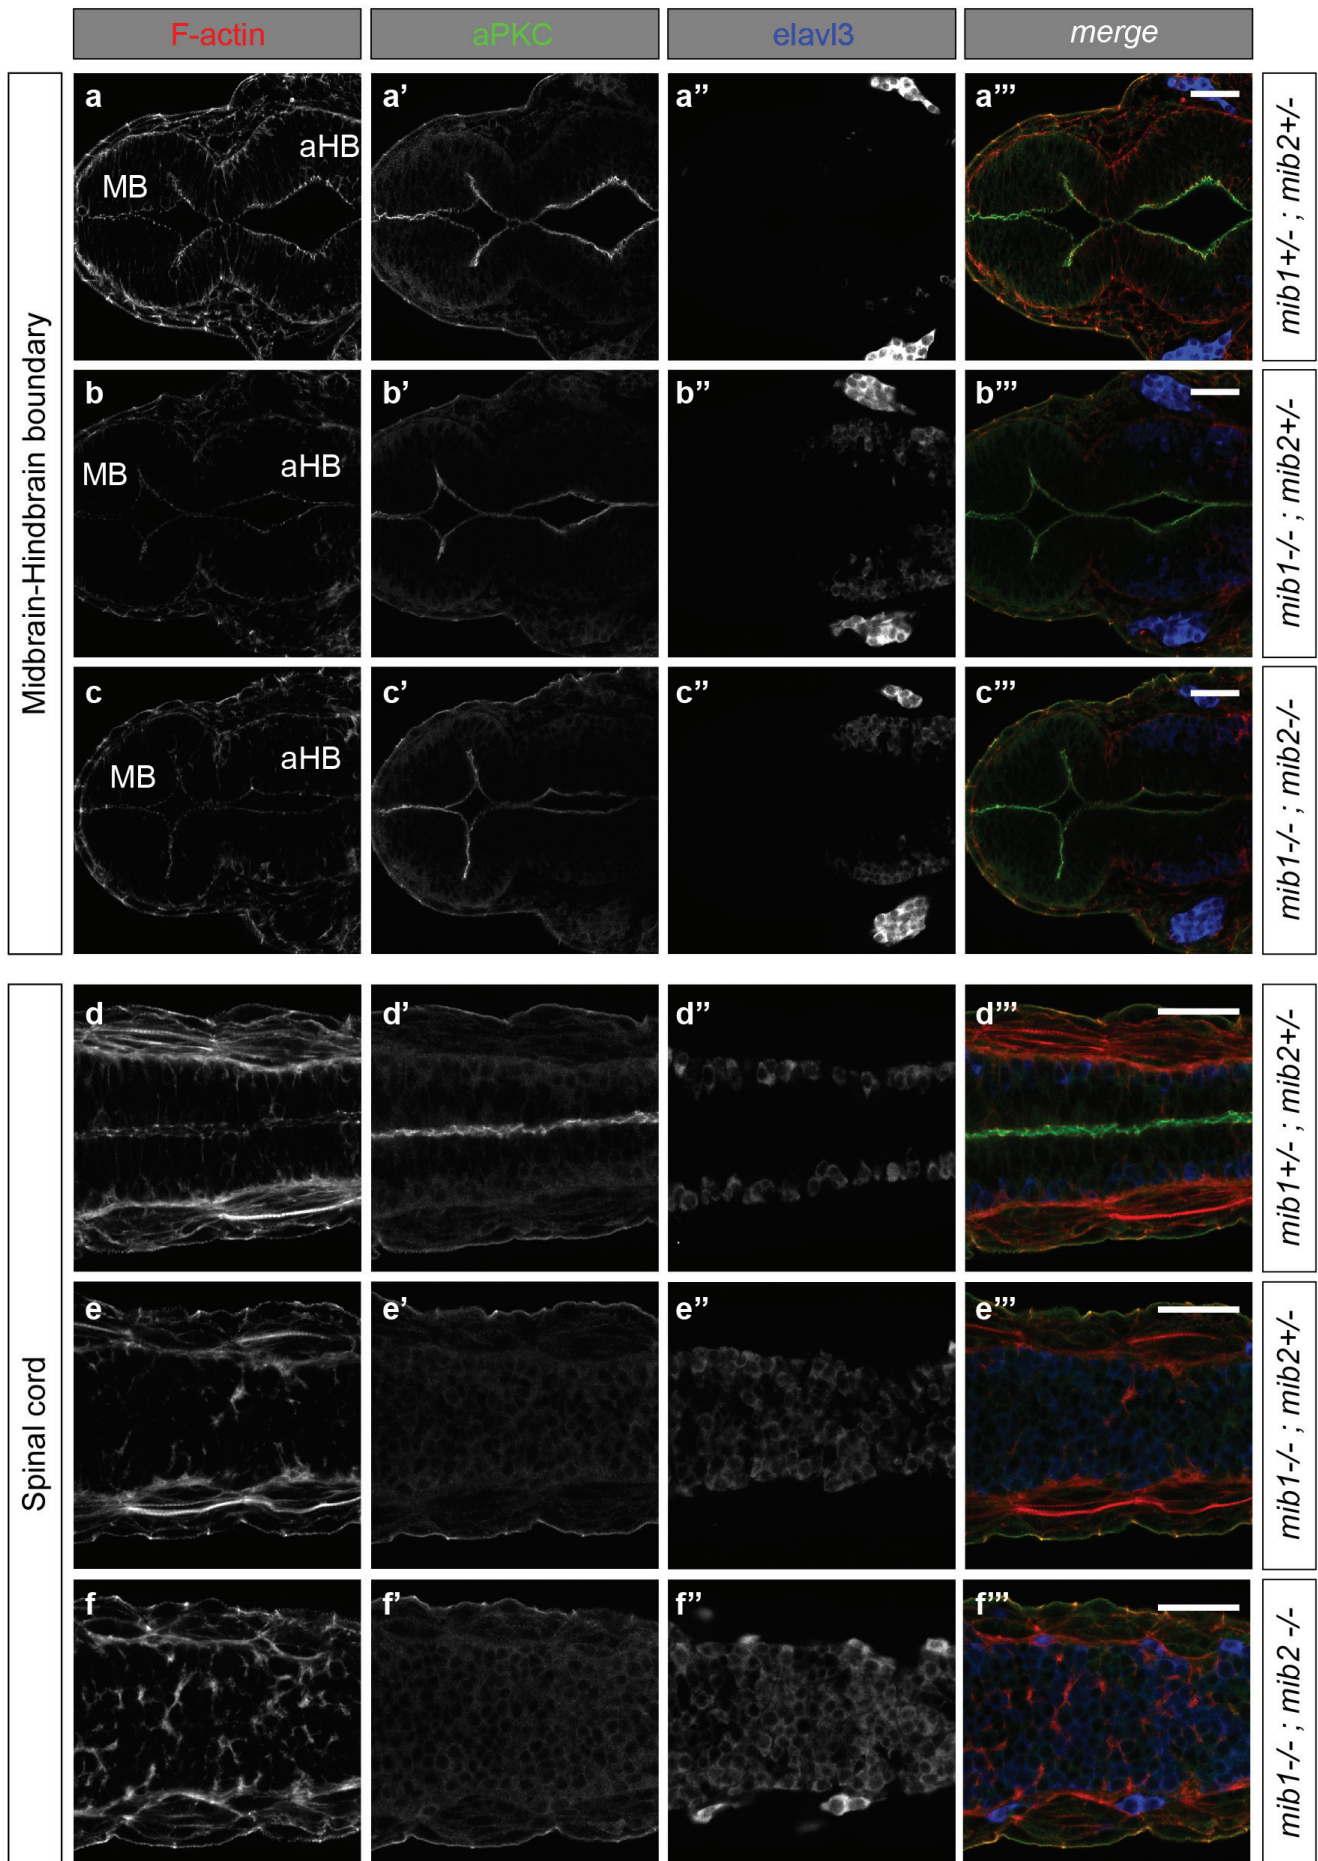 F-actin aPKC elavl3 merge
Midbrain-Hindbrain boundary
a MB aHB a’ a’’ a’’’ mib1+/- ; mib2+/-
b MB aHB b’ b’’ b’’’ mib1-/- ; mib2+/-
c MB aHB c’ c’’ c’’’ mib1-/- ; mib2-/-
Spinal cord
d d’ d’’ d’’’ mib1+/- ; mib2+/-
e e’ e’’ e’’’ mib1-/- ; mib2+/-
f f’ f’’ f’’’ mib1-/- ; mib2 -/-